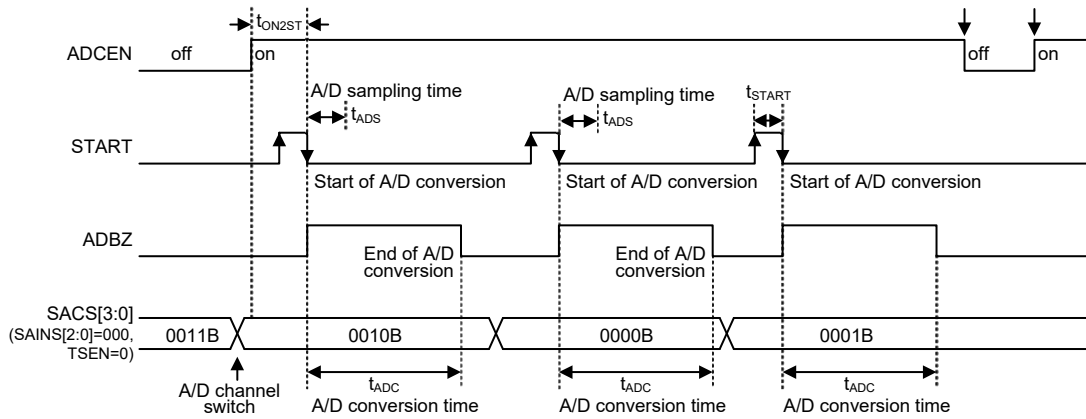 tON2ST
ADCEN
off
on
off
on
A/D sampling time
tADS
A/D sampling time
tADS
tSTART
START
Start of A/D conversion
Start of A/D conversion
Start of A/D conversion
ADBZ
End of A/D
conversion
End of A/D
conversion
SACS[3:0]
(SAINS[2:0]=000,
TSEN=0)
0011B
0010B
0000B
0001B
A/D channel
switch
tADC
A/D conversion time
tADC
A/D conversion time
tADC
A/D conversion time